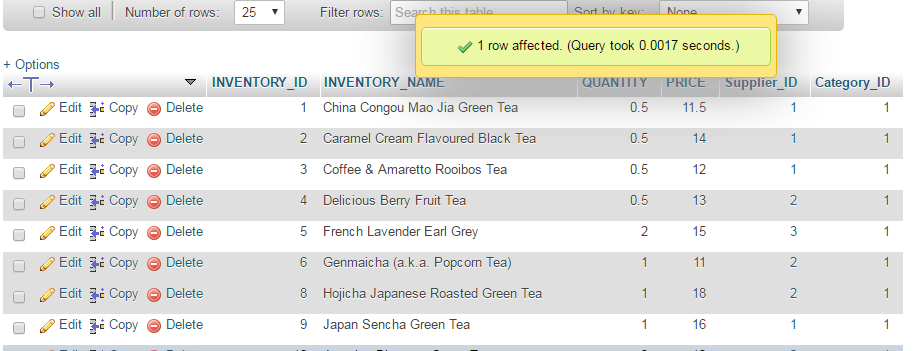 Show all Number of rows: 25 Filter rows: Search this table Sort by key: None
1 row affected. (Query took 0.0017 seconds.)
+ Options
←T→ INVENTORY_ID INVENTORY_NAME QUANTITY PRICE Supplier_ID Category_ID
Edit Copy Delete 1 China Congou Mao Jia Green Tea 0.5 11.5 1 1
Edit Copy Delete 2 Caramel Cream Flavoured Black Tea 0.5 14 1 1
Edit Copy Delete 3 Coffee & Amaretto Rooibos Tea 0.5 12 1 1
Edit Copy Delete 4 Delicious Berry Fruit Tea 0.5 13 2 1
Edit Copy Delete 5 French Lavender Earl Grey 2 15 3 1
Edit Copy Delete 6 Genmaicha (a.k.a. Popcorn Tea) 1 11 2 1
Edit Copy Delete 8 Hojicha Japanese Roasted Green Tea 1 18 2 1
Edit Copy Delete 9 Japan Sencha Green Tea 1 16 1 1